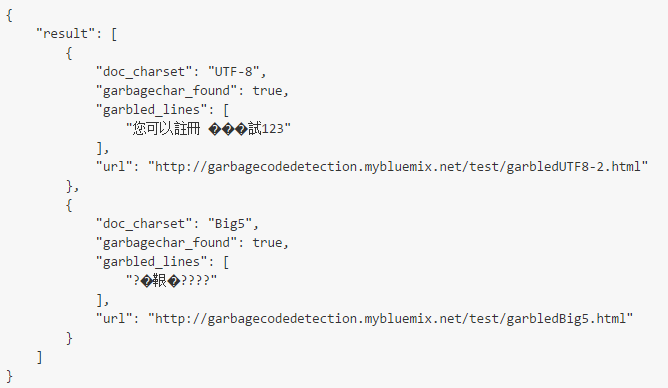 {
    "result": [
        {
            "doc_charset": "UTF-8",
            "garbagechar_found": true,
            "garbled_lines": [
                "您可以註冊 ���試123"
            ],
            "url": "http://garbagecodedetection.mybluemix.net/test/garbledUTF8-2.html"
        },
        {
            "doc_charset": "Big5",
            "garbagechar_found": true,
            "garbled_lines": [
                "?�鞎�????"
            ],
            "url": "http://garbagecodedetection.mybluemix.net/test/garbledBig5.html"
        }
    ]
}